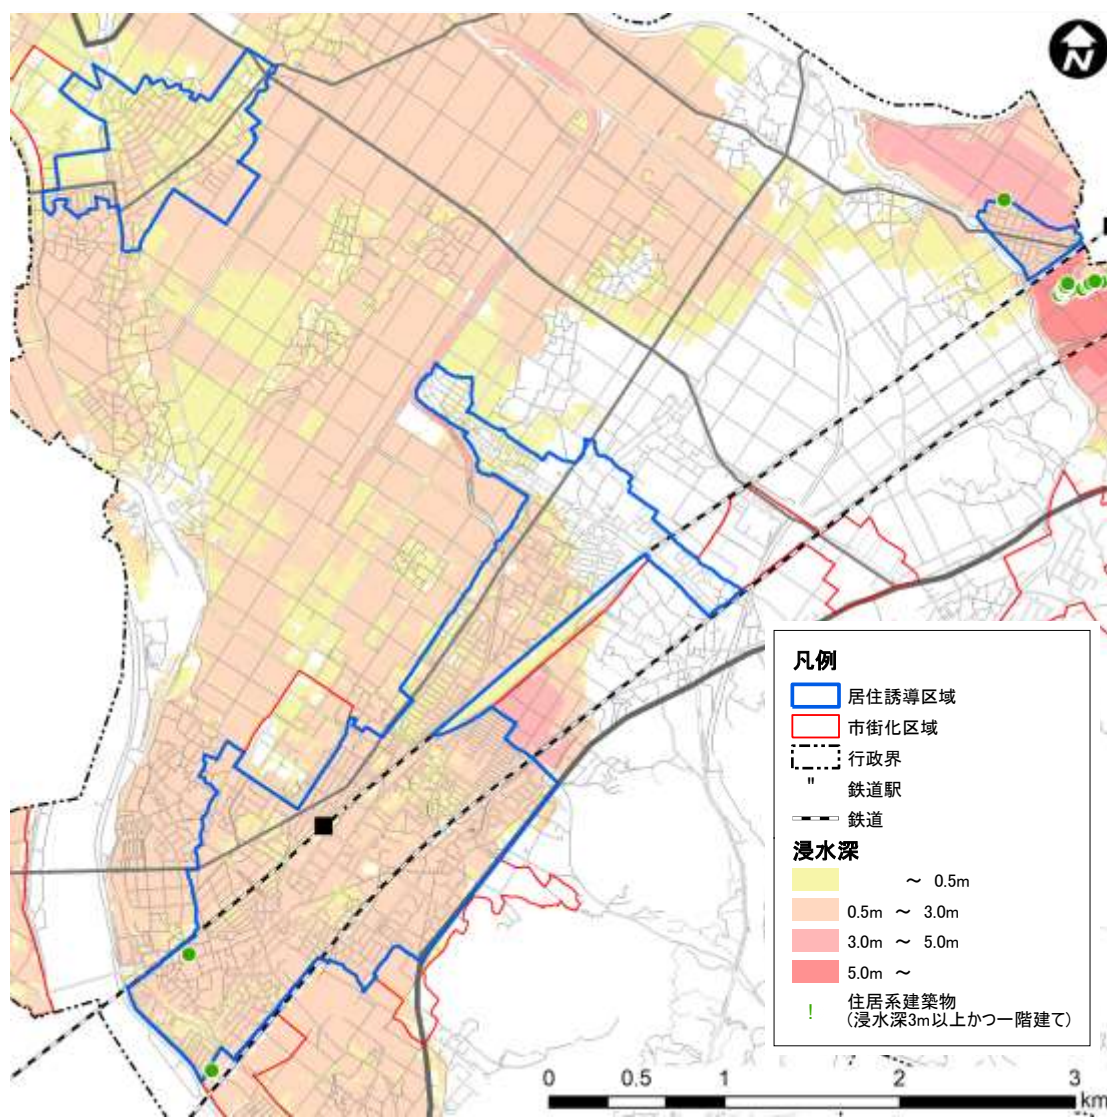 N
凡例
居住誘導区域
市街化区域
行政界
" 鉄道駅
鉄道
浸水深
～ 0.5m
0.5m ～ 3.0m
3.0m ～ 5.0m
5.0m ～
! 住居系建築物
(浸水深3m以上かつ一階建て)
0 0.5 1 2 3
km